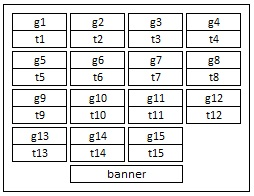 g1 g2 g3 g4
t1 t2 t3 t4
g5 g6 g7 g8
t5 t6 t7 t8
g9 g10 g11 g12
t9 t10 t11 t12
g13 g14 g15
t13 t14 t15
banner